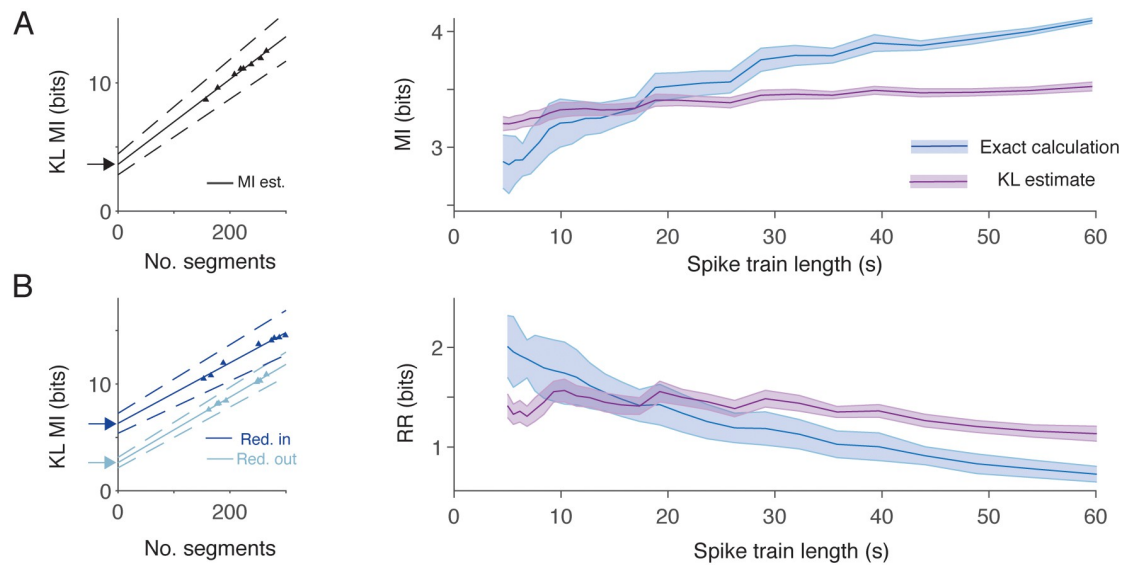 A
KL MI (bits)
10
0
MI est.
0
200
No. segments
MI (bits)
4
3
Exact calculation
KL estimate
0
10
20
30
40
50
60
Spike train length (s)
B
KL MI (bits)
10
0
Red. in
Red. out
0
200
No. segments
RR (bits)
2
1
0
10
20
30
40
50
60
Spike train length (s)